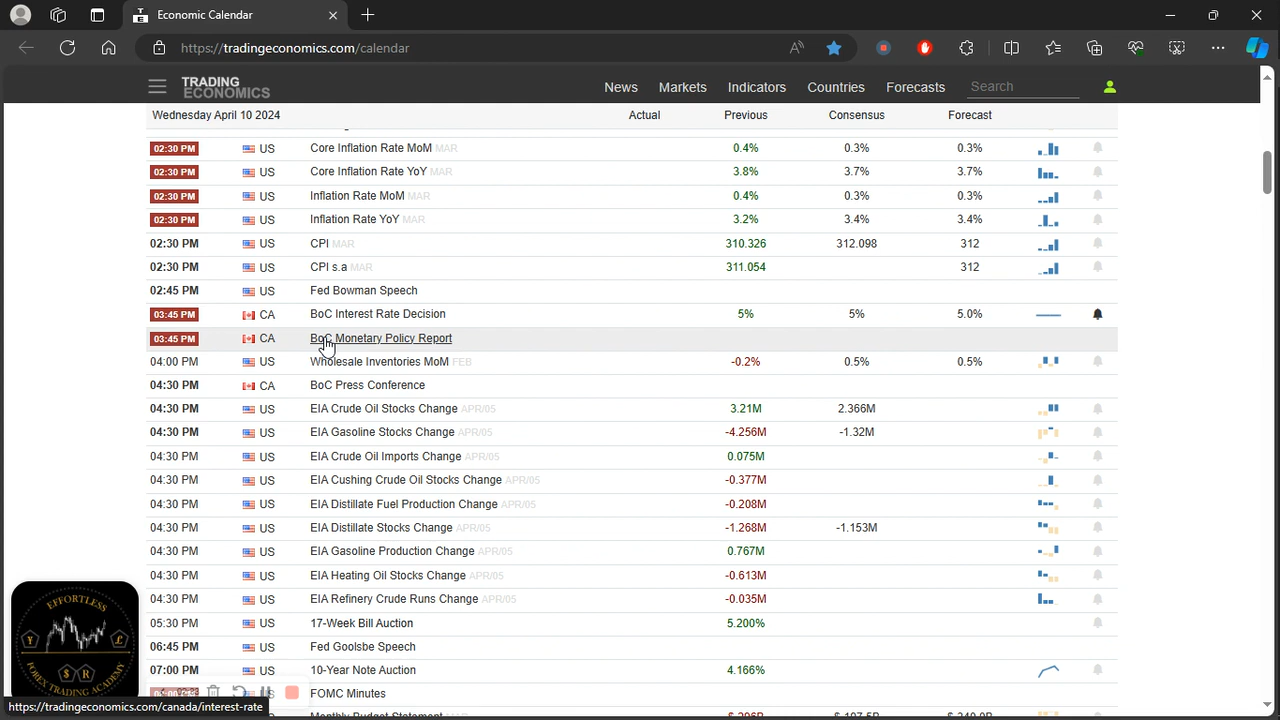 Economic Calendar
https://tradingeconomics.com/calendar
TRADING
ECONOMICS
News Markets Indicators Countries Forecasts Search
Wednesday April 10 2024 Actual Previous Consensus Forecast
02:30 PM US Core Inflation Rate MoM MAR 0.4% 0.3% 0.3%
02:30 PM US Core Inflation Rate YoY MAR 3.8% 3.7% 3.7%
02:30 PM US Inflation Rate MoM MAR 0.4% 0.3% 0.3%
02:30 PM US Inflation Rate YoY MAR 3.2% 3.4% 3.4%
02:30 PM US CPI MAR 310.326 312.098 312
02:30 PM US CPI s.a MAR 311.054 312
02:45 PM US Fed Bowman Speech
03:45 PM CA BoC Interest Rate Decision 5% 5% 5.0%
03:45 PM CA BoC Monetary Policy Report
04:00 PM US Wholesale Inventories MoM FEB -0.2% 0.5% 0.5%
04:30 PM CA BoC Press Conference
04:30 PM US EIA Crude Oil Stocks Change APR/05 3.21M 2.366M
04:30 PM US EIA Gasoline Stocks Change APR/05 -4.256M -1.32M
04:30 PM US EIA Crude Oil Imports Change APR/05 0.075M
04:30 PM US EIA Cushing Crude Oil Stocks Change APR/05 -0.377M
04:30 PM US EIA Distillate Fuel Production Change APR/05 -0.208M
04:30 PM US EIA Distillate Stocks Change APR/05 -1.268M -1.153M
04:30 PM US EIA Gasoline Production Change APR/05 0.767M
04:30 PM US EIA Heating Oil Stocks Change APR/05 -0.613M
04:30 PM US EIA Refinery Crude Runs Change APR/05 -0.035M
05:30 PM US 17-Week Bill Auction 5.200%
06:45 PM US Fed Goolsbe Speech
07:00 PM US 10-Year Note Auction 4.166%
FOMC Minutes
Monthly Budget Statement
EFFORTLESS
FOREX TRADING ACADEMY
https://tradingeconomics.com/canada/interest-rate